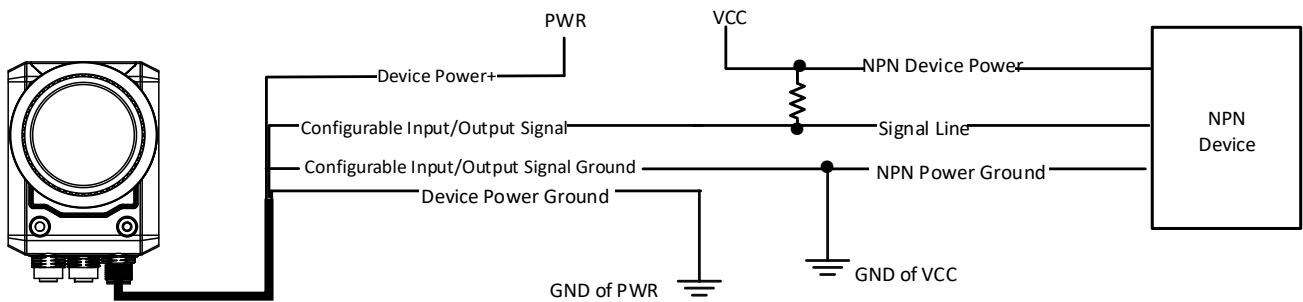 PWR
VCC
Device Power+
NPN Device Power
Configurable Input/Output Signal
Signal Line
NPN
Device
Configurable Input/Output Signal Ground
NPN Power Ground
Device Power Ground
GND of VCC
GND of PWR